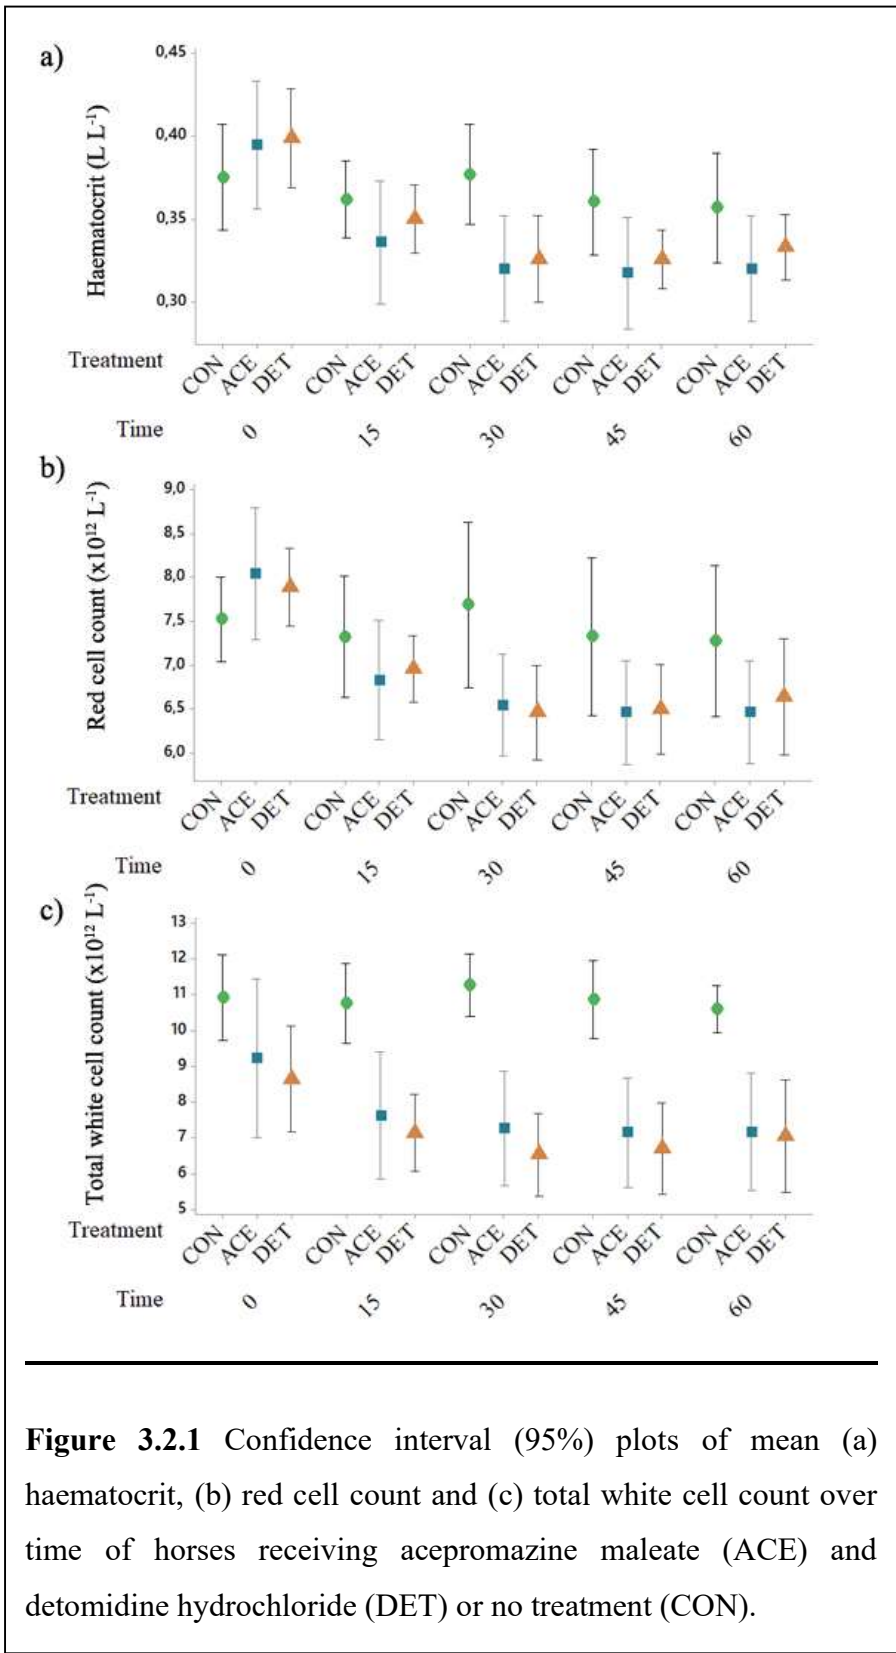 a)
Haematocrit (L L⁻¹)
0,45
0,40
0,35
0,30
Treatment
CON ACE DET CON ACE DET CON ACE DET CON ACE DET CON ACE DET
Time
0 15 30 45 60
b)
Red cell count (x10¹² L⁻¹)
9,0
8,5
8,0
7,5
7,0
6,5
6,0
Treatment
CON ACE DET CON ACE DET CON ACE DET CON ACE DET CON ACE DET
Time
0 15 30 45 60
c)
Total white cell count (x10¹² L⁻¹)
13
12
11
10
9
8
7
6
5
Treatment
CON ACE DET CON ACE DET CON ACE DET CON ACE DET CON ACE DET
Time
0 15 30 45 60
Figure 3.2.1 Confidence interval (95%) plots of mean (a)
haematocrit, (b) red cell count and (c) total white cell count over
time of horses receiving acepromazine maleate (ACE) and
detomidine hydrochloride (DET) or no treatment (CON).